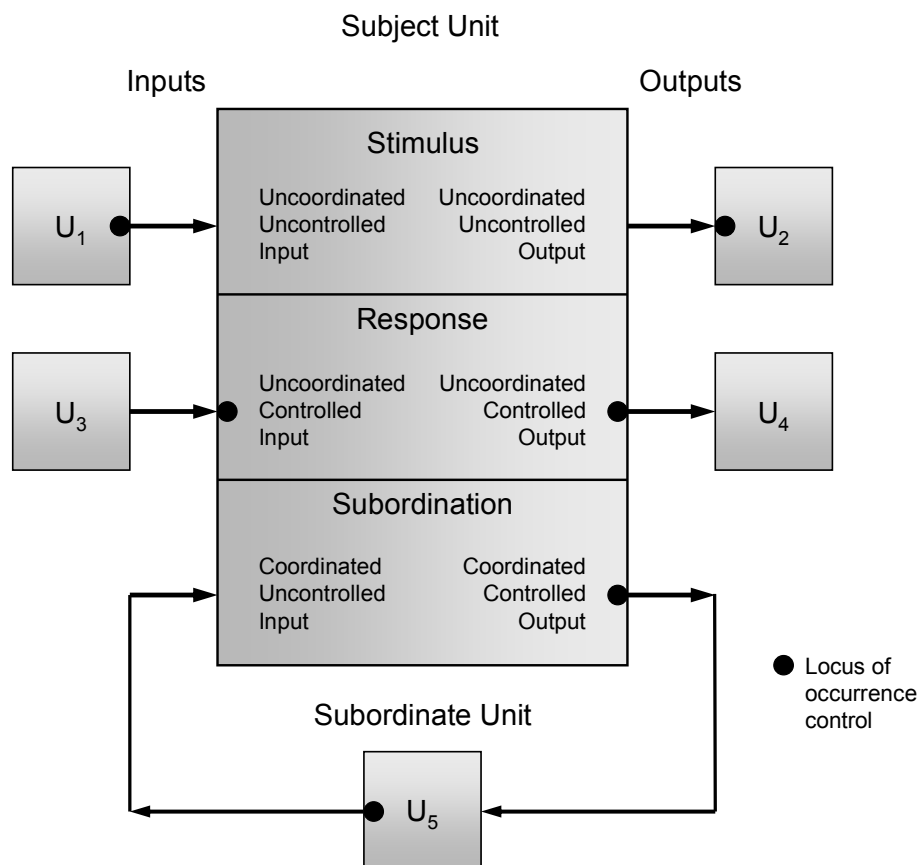 Subject Unit
Inputs
Outputs
Stimulus
U1
Uncoordinated
Uncontrolled
Input
Uncoordinated
Uncontrolled
Output
U2
Response
U3
Uncoordinated
Controlled
Input
Uncoordinated
Controlled
Output
U4
Subordination
Coordinated
Uncontrolled
Input
Coordinated
Controlled
Output
Locus of
occurrence
control
Subordinate Unit
U5